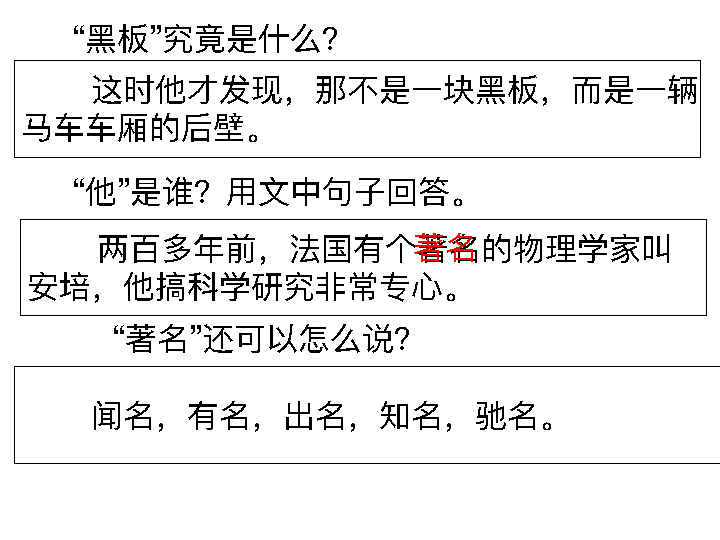 “黑板”究竟是什么？
这时他才发现，那不是一块黑板，而是一辆
马车车厢的后壁。
“他”是谁？用文中句子回答。
两百多年前，法国有个著名的物理学家叫
安培，他搞科学研究非常专心。
“著名”还可以怎么说？
闻名，有名，出名，知名，驰名。